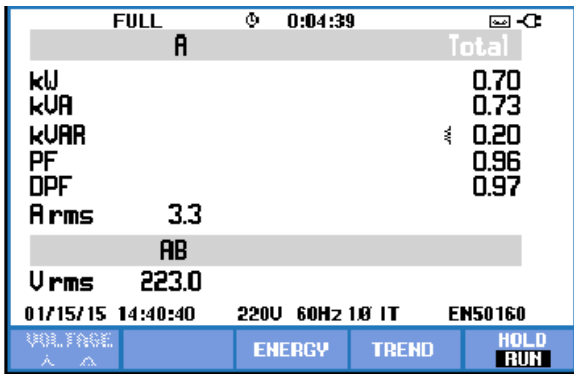 FULL 0:04:39
A Total
kW 0.70
kVA 0.73
kVAR 0.20
PF 0.96
DPF 0.97
A rms 3.3
AB
V rms 223.0
01/15/15 14:40:40 220V 60Hz 1Ø IT EN50160
VOLTAGE ENERGY TREND HOLD
RUN